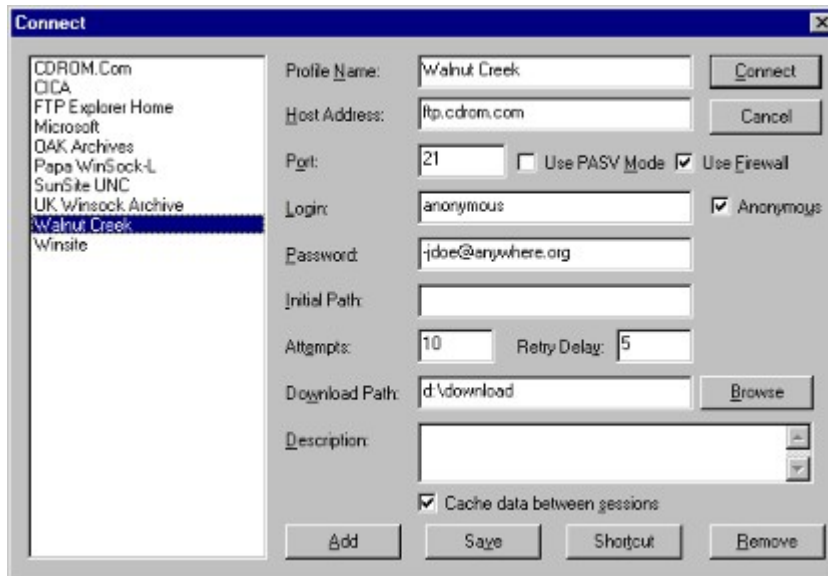 Connect
CDROM.Com
CICA
FTP Explorer Home
Microsoft
OAK Archives
Papa WinSock-L
SunSite UNC
UK Winsock Archive
Walnut Creek
Winsite
Profile Name: Walnut Creek Connect
Host Address: ftp.cdrom.com Cancel
Port: 21 Use PASV Mode Use Firewall
Login: anonymous Anonymous
Password: -jdoe@anywhere.org
Initial Path:
Attempts: 10 Retry Delay: 5
Download Path: d:\download Browse
Description:
Cache data between sessions
Add Save Shortcut Remove